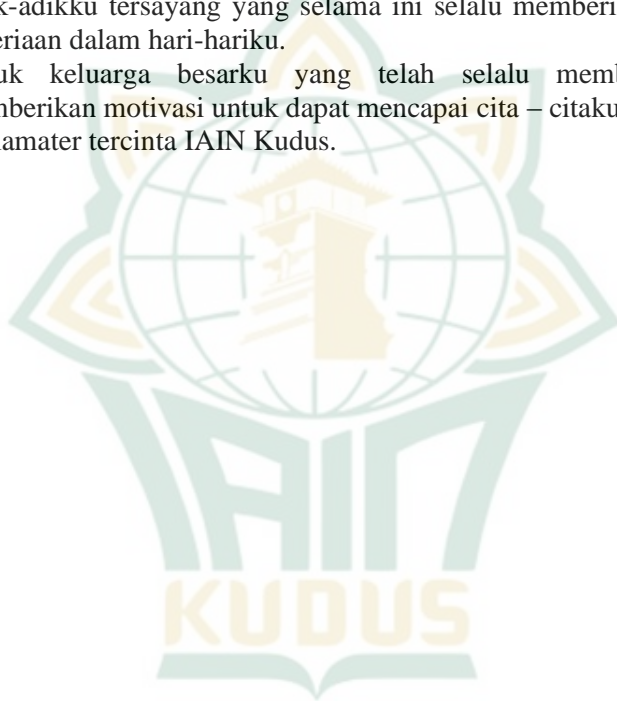 k-adikku tersayang yang selama ini selalu memberi
eriaan dalam hari-hariku.
uk keluarga besarku yang telah selalu memb
mberikan motivasi untuk dapat mencapai cita – citaku
amater tercinta IAIN Kudus.
IAIN
KUDUS